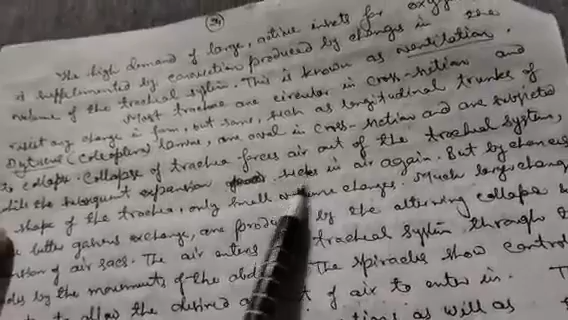 24
The high demand of large, active insets for oxyg
is supplemented by convection produced by changes in the
volume of the tracheal system. This is known as ventilation.
Most trachae are circular in cross-section and
resist any change in form, but some, such as longitudinal trunks of
Dytiscus (Coleoptera) larvae, are oval in cross-section and are subjected
to collapse. Collapse of trachea forces air out of the tracheal system,
while the subsequent expansion sucks in air again. But by changes
shape of the trachea, only small volume changes. Much larger change
better gaseous exchange, are produ by the alternating collapse
of air sacs. The air enters tracheal system through
by the movements of the abd The spiracles show control
to allow the desired of air to enter in. T
as well as